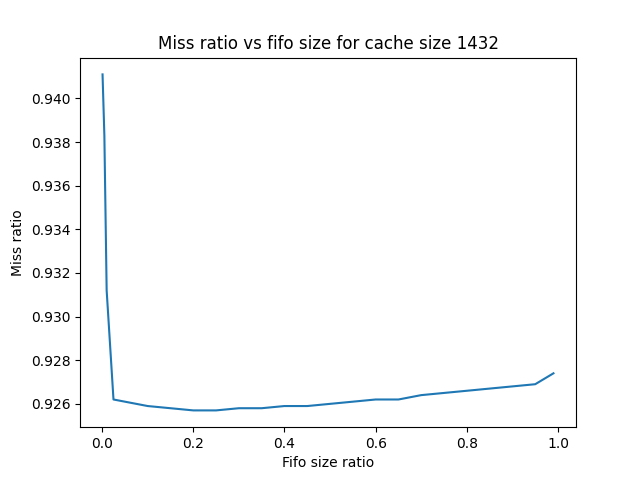 Miss ratio vs fifo size for cache size 1432
0.940
0.938
0.936
0.934
0.932
0.930
0.928
0.926
Miss ratio
0.0 0.2 0.4 0.6 0.8 1.0
Fifo size ratio